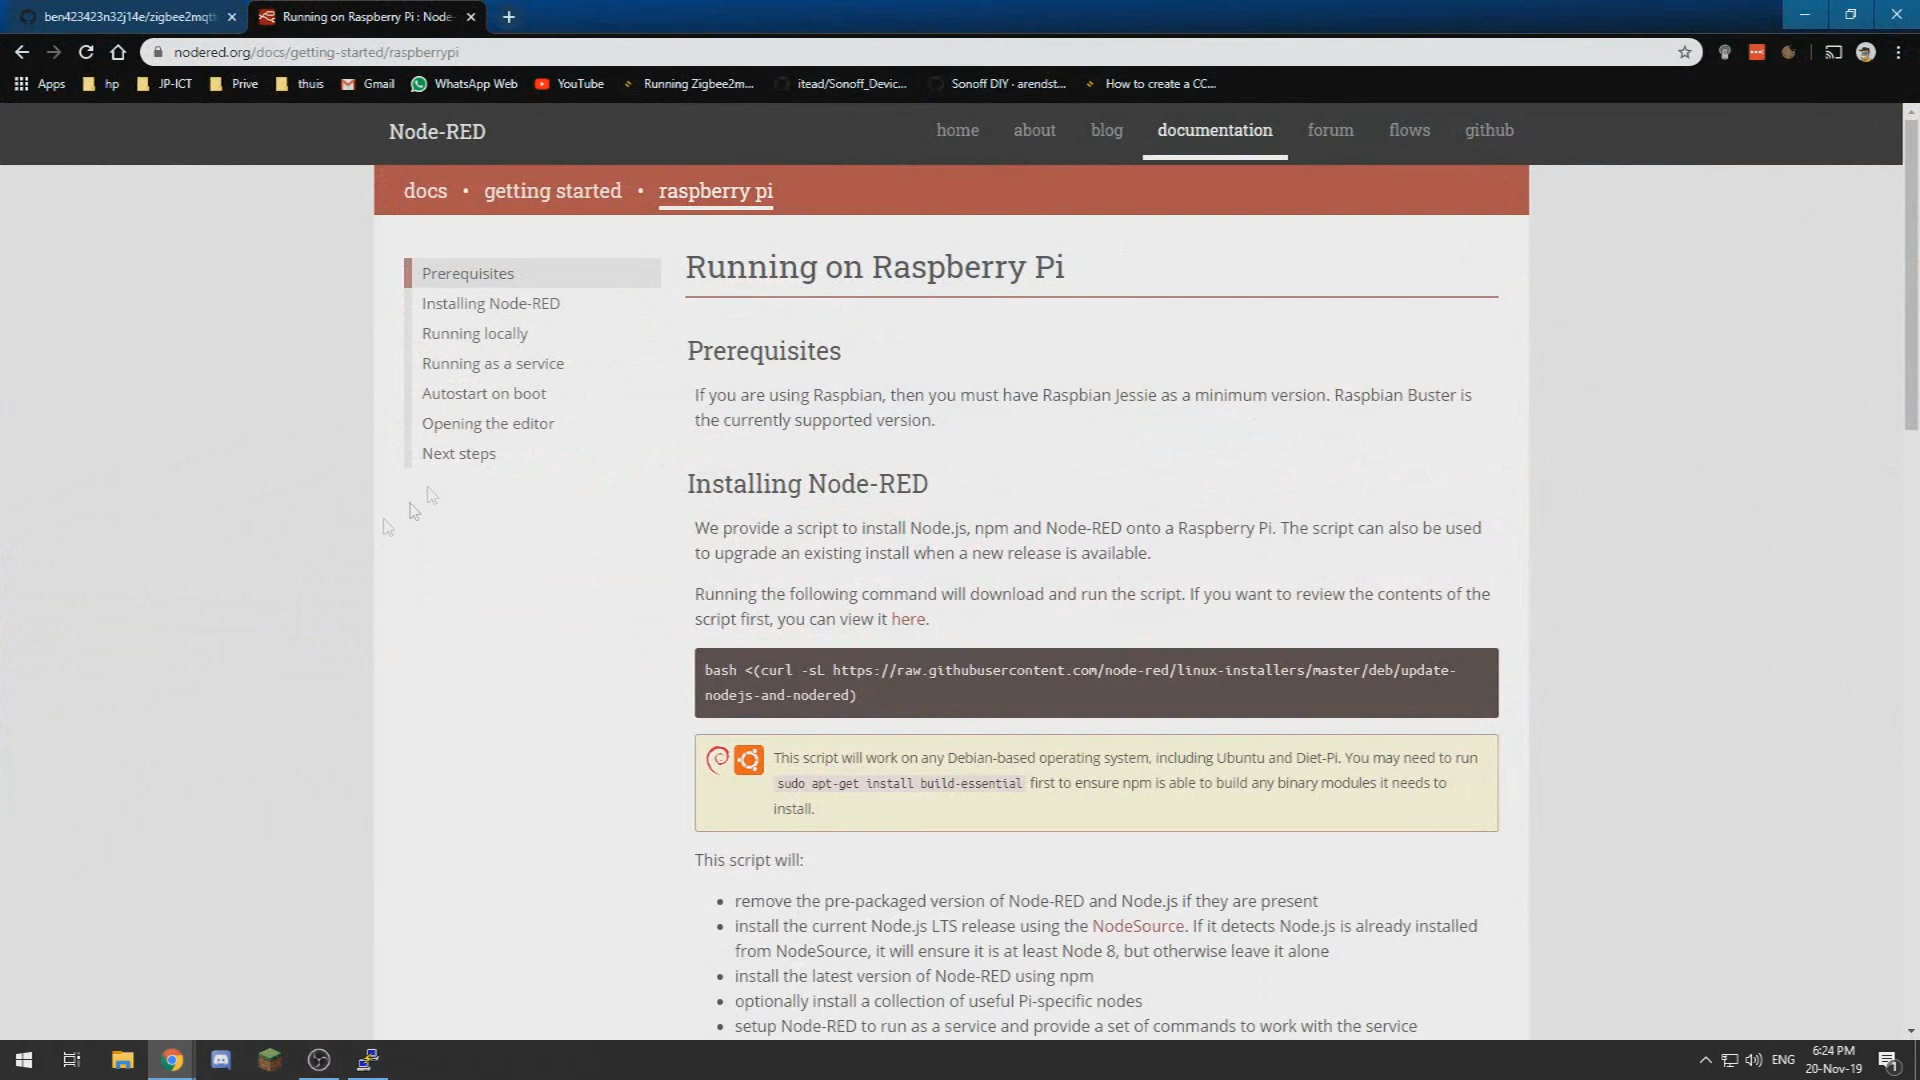 ben423423n32j14e/zigbee2mqtt
Running on Raspberry Pi : Node-
nodered.org/docs/getting-started/raspberrypi
Apps hp JP-ICT Prive thuis Gmail WhatsApp Web YouTube Running Zigbee2m... itead/Sonoff_Devic... Sonoff DIY · arendst... How to create a CC...
Node-RED
home about blog documentation forum flows github
docs • getting started • raspberry pi
Prerequisites
Installing Node-RED
Running locally
Running as a service
Autostart on boot
Opening the editor
Next steps
Running on Raspberry Pi
Prerequisites
If you are using Raspbian, then you must have Raspbian Jessie as a minimum version. Raspbian Buster is
the currently supported version.
Installing Node-RED
We provide a script to install Node.js, npm and Node-RED onto a Raspberry Pi. The script can also be used
to upgrade an existing install when a new release is available.
Running the following command will download and run the script. If you want to review the contents of the
script first, you can view it here.
bash <(curl -sL https://raw.githubusercontent.com/node-red/linux-installers/master/deb/update-
nodejs-and-nodered)
This script will work on any Debian-based operating system, including Ubuntu and Diet-Pi. You may need to run
sudo apt-get install build-essential first to ensure npm is able to build any binary modules it needs to
install.
This script will:
• remove the pre-packaged version of Node-RED and Node.js if they are present
• install the current Node.js LTS release using the NodeSource. If it detects Node.js is already installed
from NodeSource, it will ensure it is at least Node 8, but otherwise leave it alone
• install the latest version of Node-RED using npm
• optionally install a collection of useful Pi-specific nodes
• setup Node-RED to run as a service and provide a set of commands to work with the service
ENG
6:24 PM
20-Nov-19
1